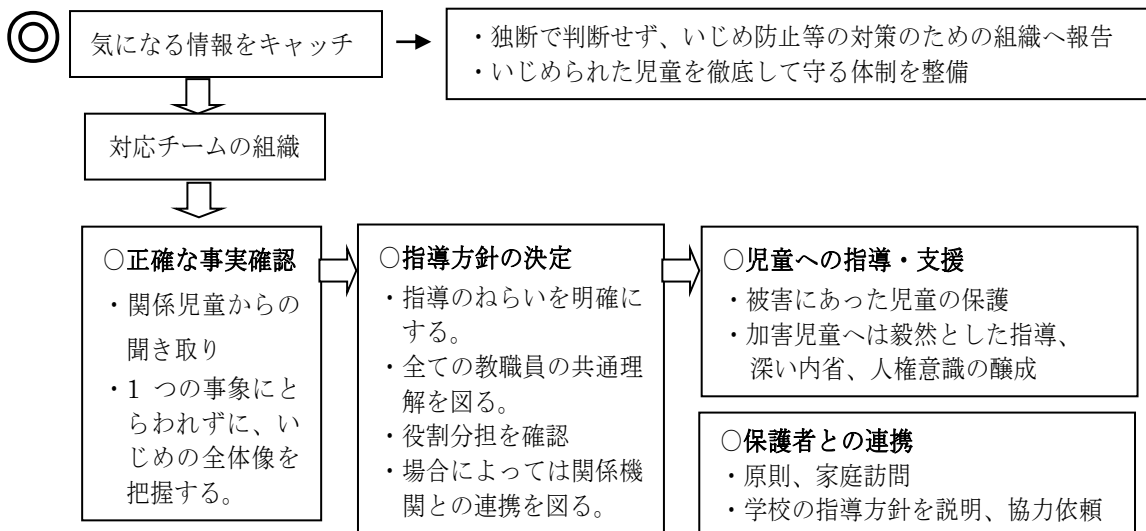 ◎
気になる情報をキャッチ
・独断で判断せず、いじめ防止等の対策のための組織へ報告
・いじめられた児童を徹底して守る体制を整備
対応チームの組織
○正確な事実確認
・関係児童からの
聞き取り
・1 つの事象にと
らわれずに、い
じめの全体像を
把握する。
○指導方針の決定
・指導のねらいを明確に
する。
・全ての教職員の共通理
解を図る。
・役割分担を確認
・場合によっては関係機
関との連携を図る。
○児童への指導・支援
・被害にあった児童の保護
・加害児童へは毅然とした指導、
深い内省、人権意識の醸成
○保護者との連携
・原則、家庭訪問
・学校の指導方針を説明、協力依頼